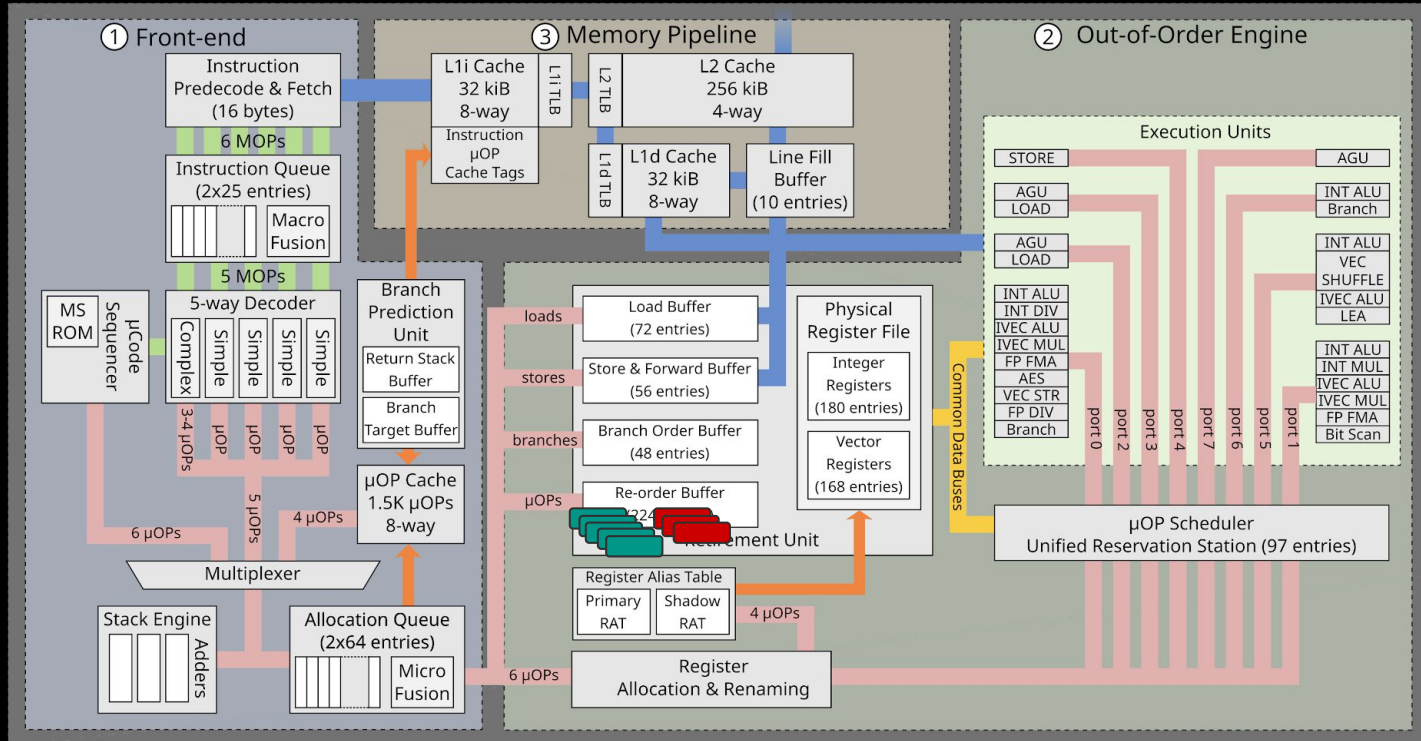 1 Front-end
Instruction
Predecode & Fetch
(16 bytes)
6 MOPs
Instruction Queue
(2x25 entries)
Macro
Fusion
5 MOPs
MS
ROM
µCode
Sequencer
5-way Decoder
Complex
Simple
Simple
Simple
Simple
3-4 µOPs
µOP
µOP
µOP
µOP
Branch
Prediction
Unit
Return Stack
Buffer
Branch
Target Buffer
µOP Cache
1.5K µOPs
8-way
6 µOPs
5 µOPs
4 µOPs
Multiplexer
Stack Engine
Adders
Allocation Queue
(2x64 entries)
Micro
Fusion
3 Memory Pipeline
L1i Cache
32 kiB
8-way
L1i TLB
Instruction
µOP
Cache Tags
L2 TLB
L2 Cache
256 kiB
4-way
L1d TLB
L1d Cache
32 kiB
8-way
Line Fill
Buffer
(10 entries)
2 Out-of-Order Engine
loads
Load Buffer
(72 entries)
stores
Store & Forward Buffer
(56 entries)
branches
Branch Order Buffer
(48 entries)
µOPs
Re-order Buffer
Unit
Physical
Register File
Integer
Registers
(180 entries)
Vector
Registers
(168 entries)
Register Alias Table
Primary
RAT
Shadow
RAT
4 µOPs
6 µOPs
Register
Allocation & Renaming
Common Data Buses
Execution Units
STORE
AGU
LOAD
AGU
LOAD
INT ALU
INT DIV
IVEC ALU
IVEC MUL
FP FMA
AES
VEC STR
FP DIV
Branch
port 0
port 2
port 3
port 4
port 7
port 6
port 5
port 1
AGU
INT ALU
Branch
INT ALU
VEC
SHUFFLE
IVEC ALU
LEA
INT ALU
INT MUL
IVEC ALU
IVEC MUL
FP FMA
Bit Scan
µOP Scheduler
Unified Reservation Station (97 entries)